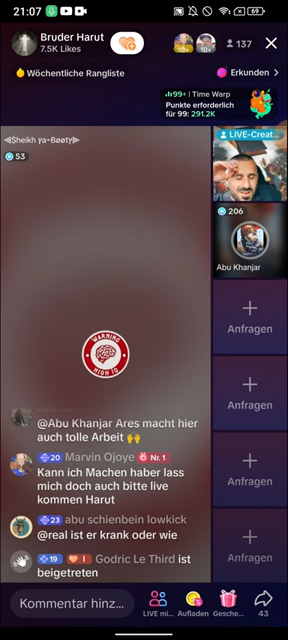 21:07
69
Bruder Harut
7.5K Likes
10+
10+
137
Wöchentliche Rangliste
Erkunden >
99+ | Time Warp
Punkte erforderlich
für 99: 291.2K
LIVE-Creat...
53
206
Abu Khanjar
Anfragen
Anfragen
Anfragen
Anfragen
WARNING
HIGH IQ
@Abu Khanjar Ares macht hier
auch tolle Arbeit 🙌
20 Marvin Ojoye Nr. 1
Kann ich Machen haber lass
mich doch auch bitte live
kommen Harut
23 abu schienbein lowkick
@real ist er krank oder wie
19 I Godric Le Third ist
beigetreten
Kommentar hinz...
LIVE mi...
Aufladen
Gesche...
43